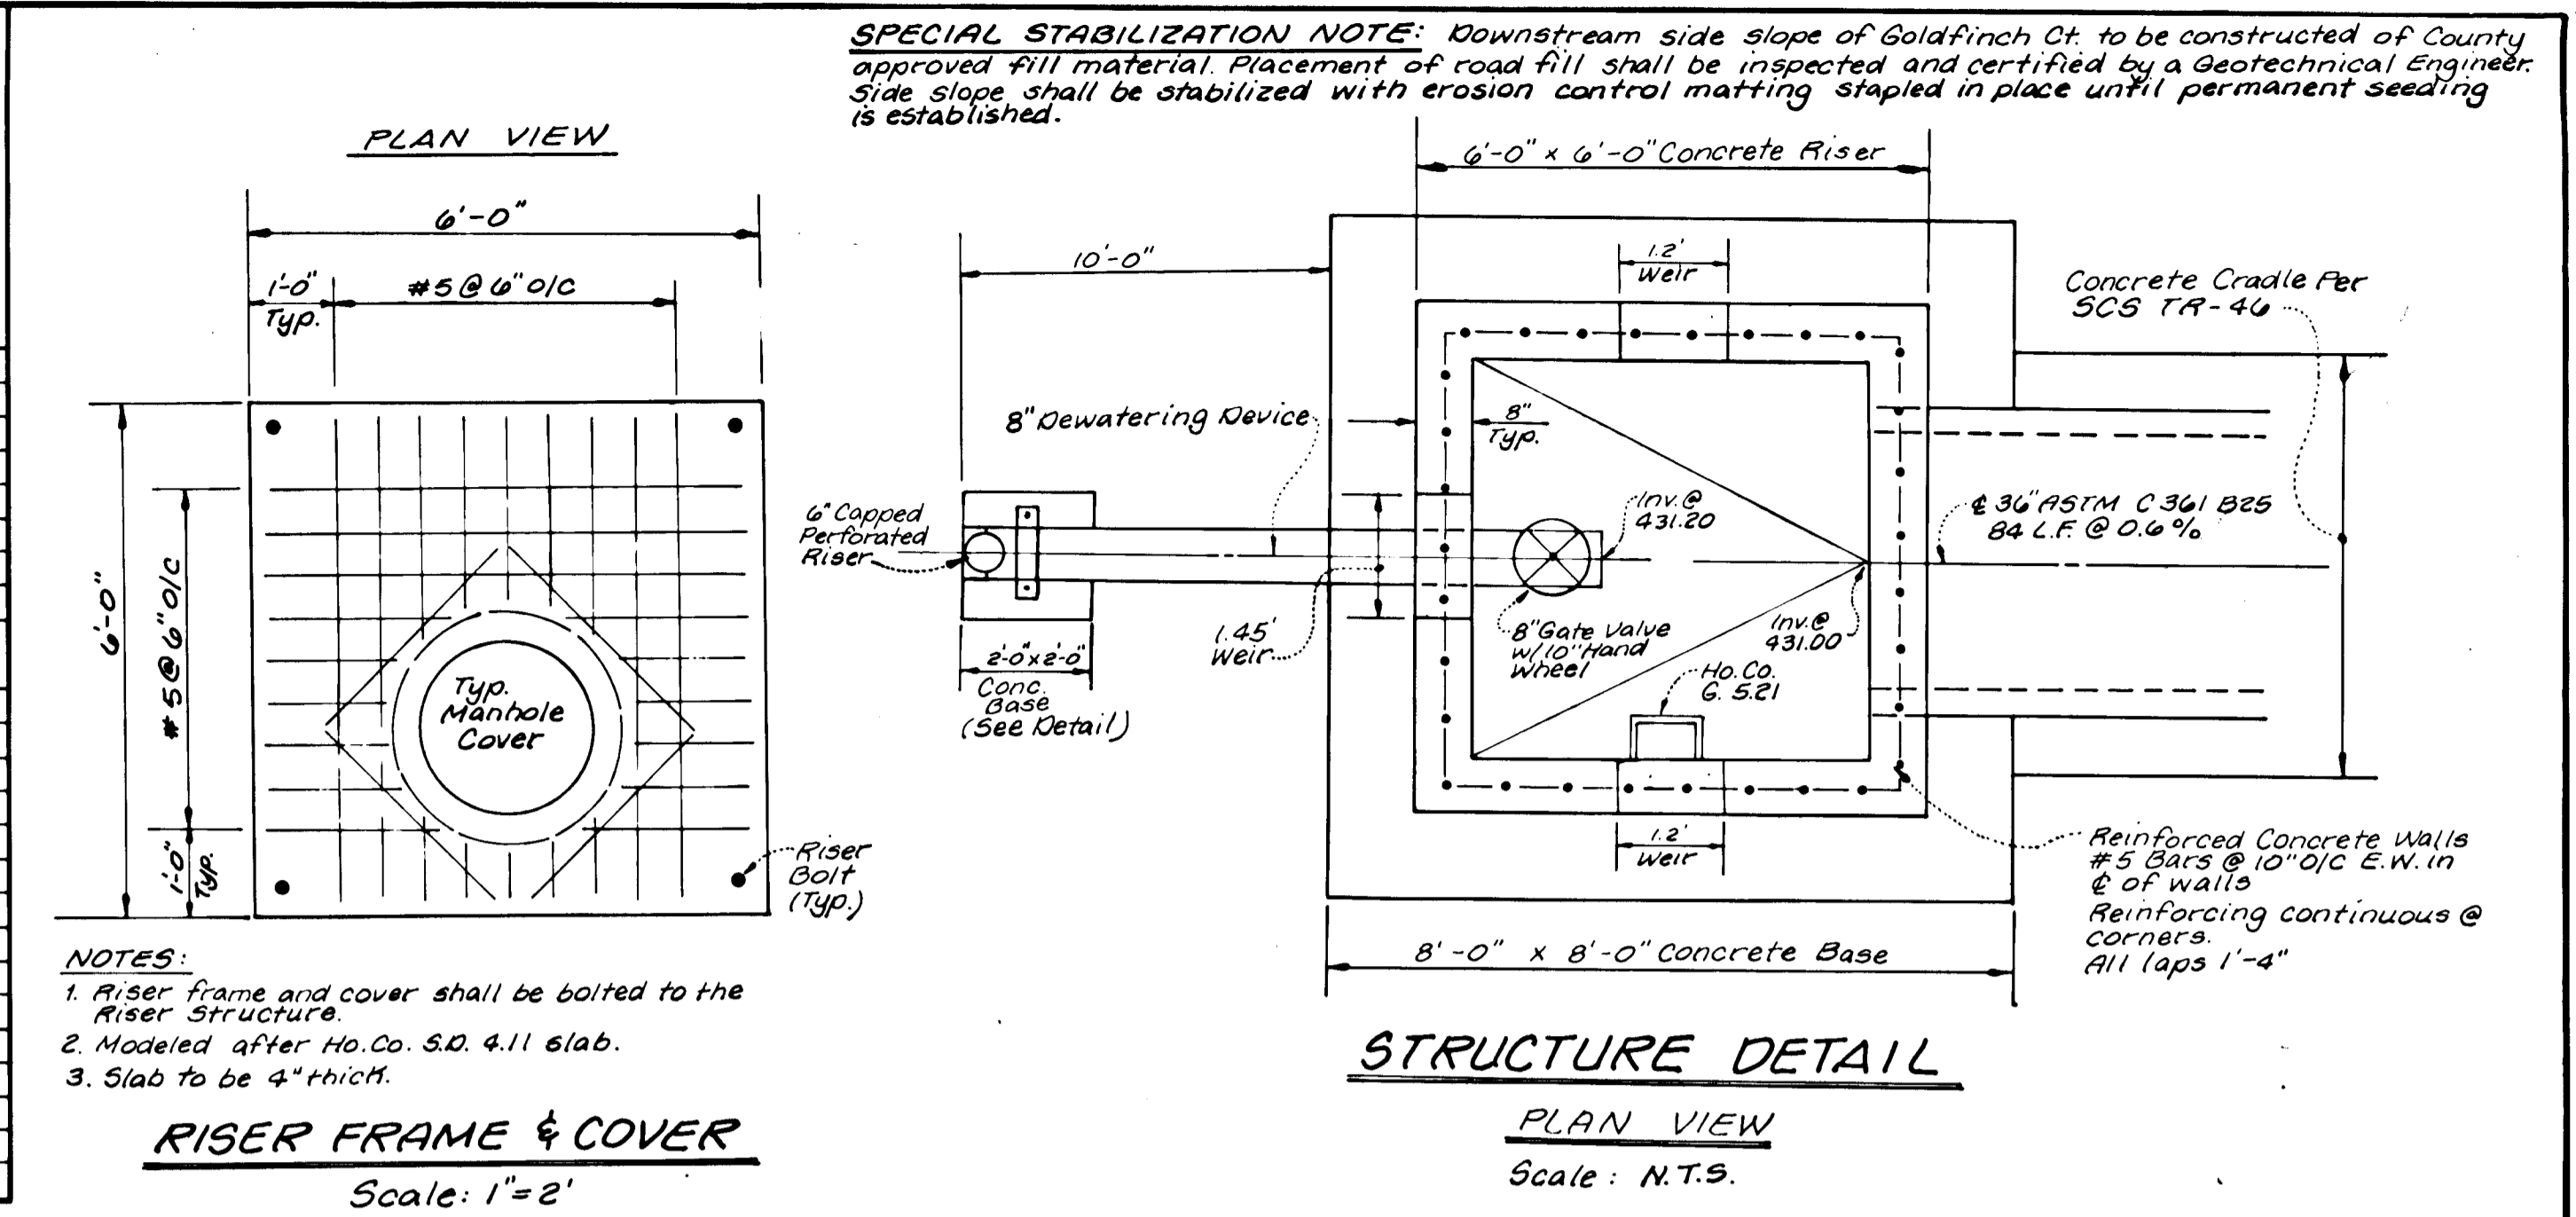 SPECIAL STABILIZATION NOTE: Downstream side slope of Goldfinch Ct. to be constructed of County
approved fill material. Placement of road fill shall be inspected and certified by a Geotechnical Engineer.
Side slope shall be stabilized with erosion control matting stapled in place until permanent seeding
is established.
PLAN VIEW
6'-0"
1'-0"
Typ.
#5 @ 6" O/C
6'-0"
#5 @ 6" O/C
1'-0"
Typ.
Typ.
Manhole
Cover
Riser
Bolt
(Typ.)
NOTES:
1. Riser frame and cover shall be bolted to the
Riser Structure.
2. Modeled after Ho.Co. S.D. 4.11 slab.
3. Slab to be 4" thick.
RISER FRAME & COVER
Scale: 1"=2'
6'-0" x 6'-0" Concrete Riser
10'-0"
1.2'
Weir
Concrete Cradle Per
SCS TR-46
8" Dewatering Device
8"
Typ.
6" Capped
Perforated
Riser
Inv. @
431.20
℄ 36" ASTM C 361 B25
84 L.F. @ 0.6%
1.45'
Weir
8" Gate Valve
w/10" Hand
Wheel
Inv. @
431.00
Ho. Co.
G. 5.21
2'-0" x 2'-0"
Conc.
Base
(See Detail)
1.2'
Weir
Reinforced Concrete Walls
#5 Bars @ 10" O/C E.W. in
℄ of walls
Reinforcing continuous @
corners.
All laps 1'-4"
8'-0" x 8'-0" Concrete Base
STRUCTURE DETAIL
PLAN VIEW
Scale: N.T.S.